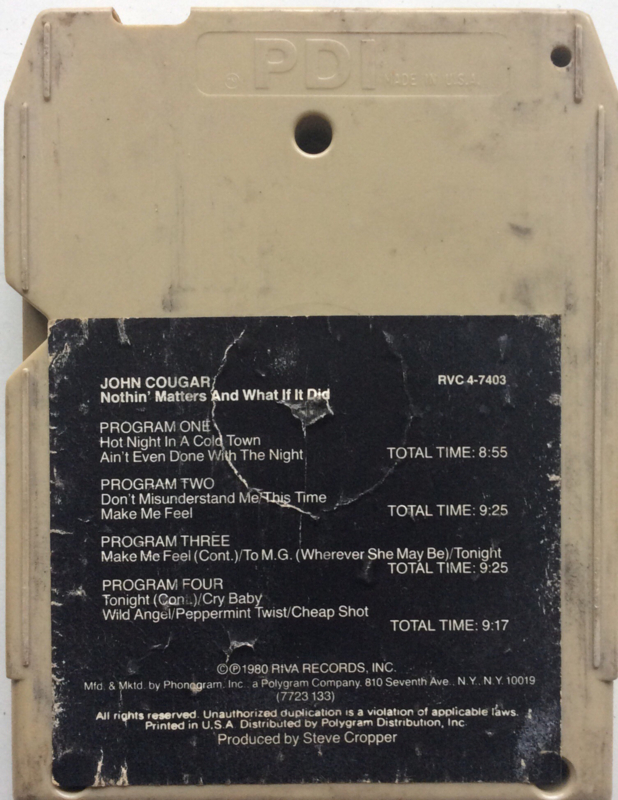 ℗ PDI MADE IN U.S.A.
JOHN COUGAR RVC 4-7403
Nothin' Matters And What If It Did
PROGRAM ONE
Hot Night In A Cold Town
Ain't Even Done With The Night TOTAL TIME: 8:55
PROGRAM TWO
Don't Misunderstand Me/This Time
Make Me Feel TOTAL TIME: 9:25
PROGRAM THREE
Make Me Feel (Cont.)/To M.G. (Wherever She May Be)/Tonight
TOTAL TIME: 9:25
PROGRAM FOUR
Tonight (Cont.)/Cry Baby
Wild Angel/Peppermint Twist/Cheap Shot
TOTAL TIME: 9:17
©℗1980 RIVA RECORDS, INC.
Mfd. & Mktd. by Phonogram, Inc., a Polygram Company, 810 Seventh Ave., N.Y., N.Y. 10019
(7723 133)
All rights reserved. Unauthorized duplication is a violation of applicable laws.
Printed in U.S.A. Distributed by Polygram Distribution, Inc.
Produced by Steve Cropper